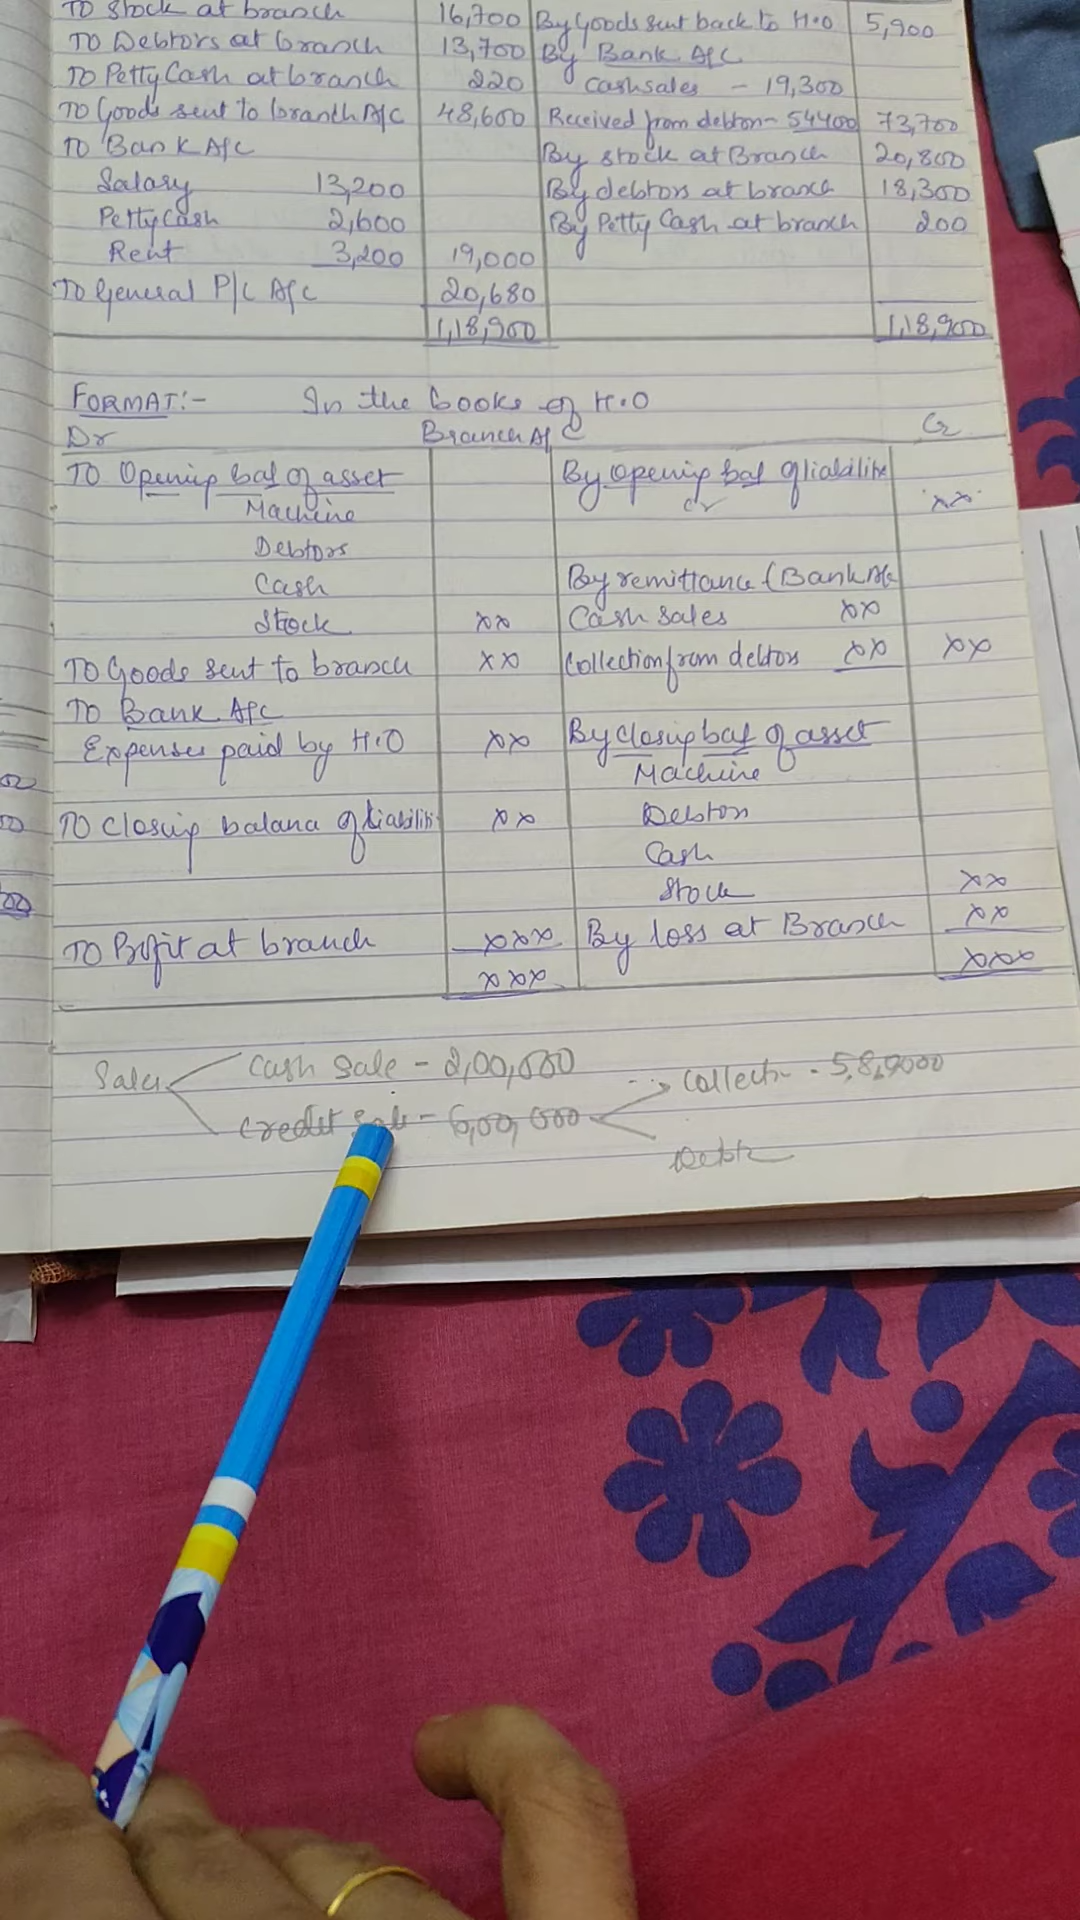 To Stock at branch 16,700 By Goods sent back to H.O 5,900
To Debtors at branch 13,700 By Bank A/C
To Petty Cash at branch 220 Cash sales - 19,300
To Goods sent to branch A/C 48,600 Received from debtors - 54400 73,700
To Bank A/C By stock at Branch 20,800
Salary 13,200 By debtors at branch 18,300
Petty Cash 2,600 By Petty Cash at branch 200
Rent 3,200 19,000
To General P/L A/C 20,680
1,18,900 1,18,900
FORMAT:- In the books of H.O
Dr Branch A/C Cr
To Opening bal of asset By Opening bal of liabilities
Machine Cr xx
Debtors
Cash By remittance (Bank A/c
Stock xx Cash sales xx
To Goods sent to branch xx Collection from debtors xx xx
To Bank A/C
Expenses paid by H.O xx By closing bal of asset
Machine
To Closing balance of liabilities xx Debtors
Cash
Stock xx
To Profit at branch xxx By loss at Branch xx
xxx xxx
Sales Cash sale - 2,00,000 Collect - 5,8,9000
Credit sale - 6,00,000
Debt